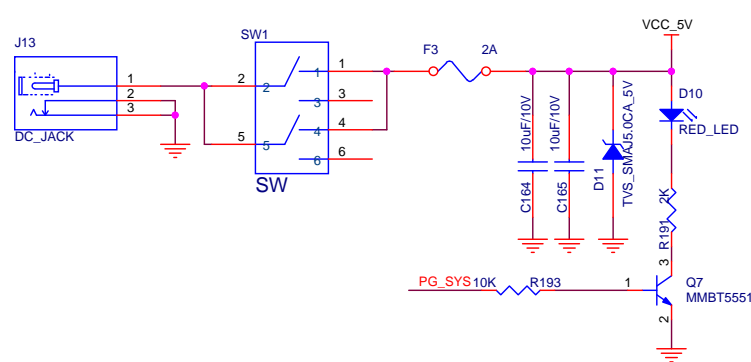 VCC_5V
J13
SW1
F3 2A
1
2
3
DC_JACK
2
5
2
5
1
3
4
6
1
3
4
6
SW
10uF/10V
C164
10uF/10V
C165
D11
TVS_SMAJ5.0CA_5V
D10
RED_LED
R191 2K
PG_SYS 10K R193
1
3
2
Q7
MMBT5551